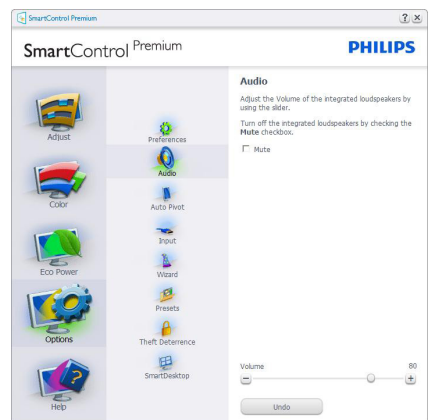 SmartControl Premium
? x
SmartControl Premium
PHILIPS
Adjust
Color
Eco Power
Options
Help
Preferences
Audio
Auto Pivot
Input
Wizard
Presets
Theft Deterrence
SmartDesktop
Audio
Adjust the Volume of the integrated loudspeakers by
using the slider.
Turn off the integrated loudspeakers by checking the
Mute checkbox.
Mute
Volume 80
Undo